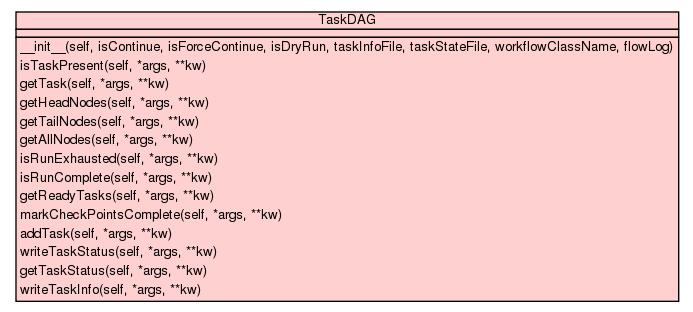 TaskDAG
__init__(self, isContinue, isForceContinue, isDryRun, taskInfoFile, taskStateFile, workflowClassName, flowLog)
isTaskPresent(self, *args, **kw)
getTask(self, *args, **kw)
getHeadNodes(self, *args, **kw)
getTailNodes(self, *args, **kw)
getAllNodes(self, *args, **kw)
isRunExhausted(self, *args, **kw)
isRunComplete(self, *args, **kw)
getReadyTasks(self, *args, **kw)
markCheckPointsComplete(self, *args, **kw)
addTask(self, *args, **kw)
writeTaskStatus(self, *args, **kw)
getTaskStatus(self, *args, **kw)
writeTaskInfo(self, *args, **kw)